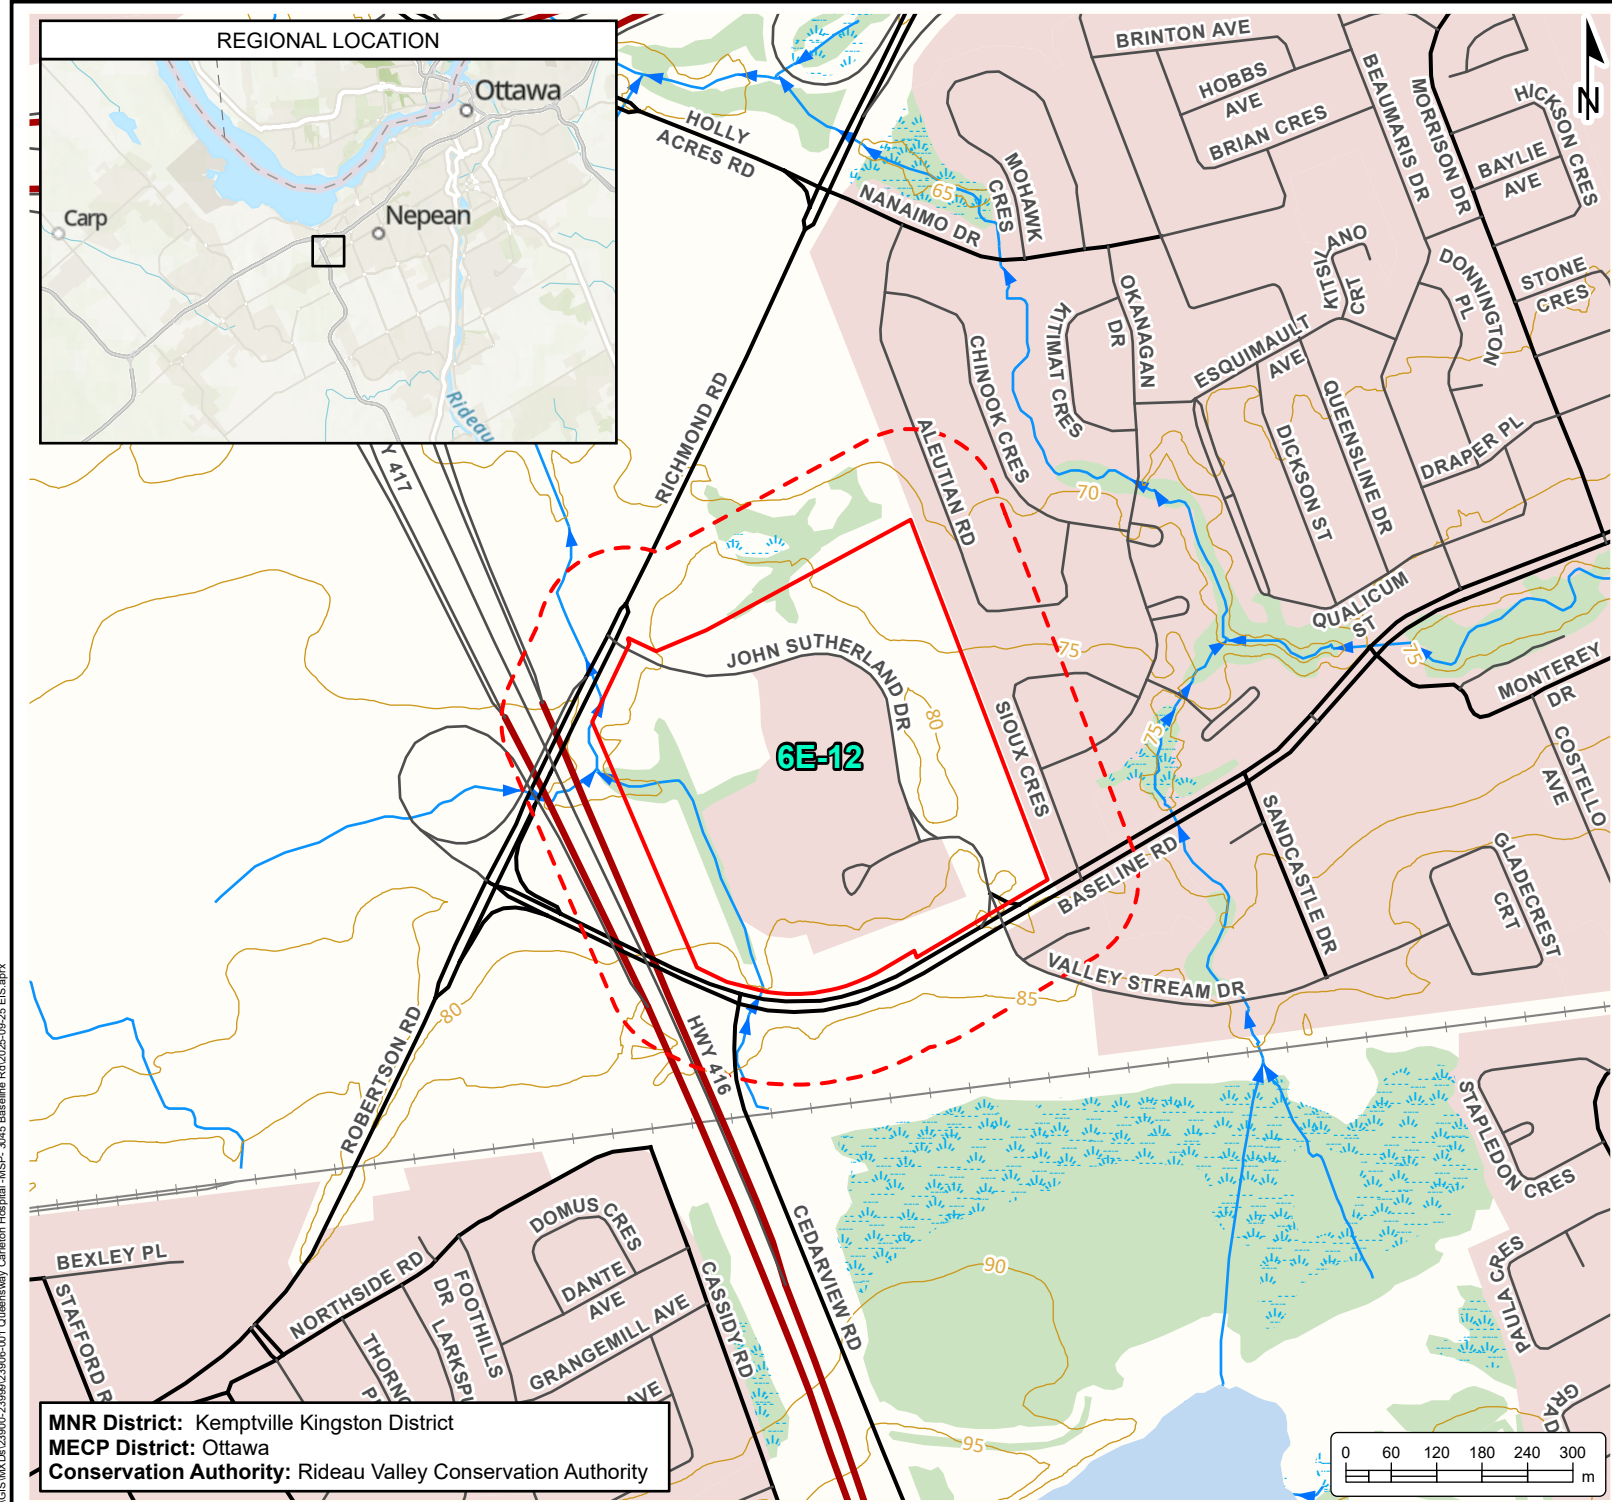 REGIONAL LOCATION
Ottawa
Nepean
Carp
Rideau
N
BRINTON AVE
HOBBS
AVE
BRIAN CRES
BEAUMARIS DR
MORRISON DR
HICKSON CRES
BAYLIE
AVE
HOLLY
ACRES RD
NANAIMO DR
MOHAWK
CRES
65
KITSILANO
CRT
DONNINGTON
PL
STONE
CRES
OKANAGAN
DR
KITIMAT CRES
CHINOOK CRES
ESQUIMAULT
AVE
QUEENSLINE DR
DICKSON ST
DRAPER PL
RICHMOND RD
Y 417
ALEUTIAN RD
70
QUALICUM
ST
75
75
75
MONTEREY
DR
COSTELLO
AVE
JOHN SUTHERLAND DR
80
SIOUX CRES
6E-12
BASELINE RD
SANDCASTLE DR
GLADECREST
CRT
VALLEY STREAM DR
85
80
ROBERTSON RD
HWY 416
STAPLEDON CRES
PAULA CRES
GRAD
90
95
CEDARVIEW RD
CASSIDY RD
DOMUS CRES
DANTE
AVE
GRANGEMILL AVE
AVE
FOOTHILLS
DR
NORTHSIDE RD
BEXLEY PL
STAFFORD R
MNR District: Kemptville Kingston District
MECP District: Ottawa
Conservation Authority: Rideau Valley Conservation Authority
0 60 120 180 240 300
m